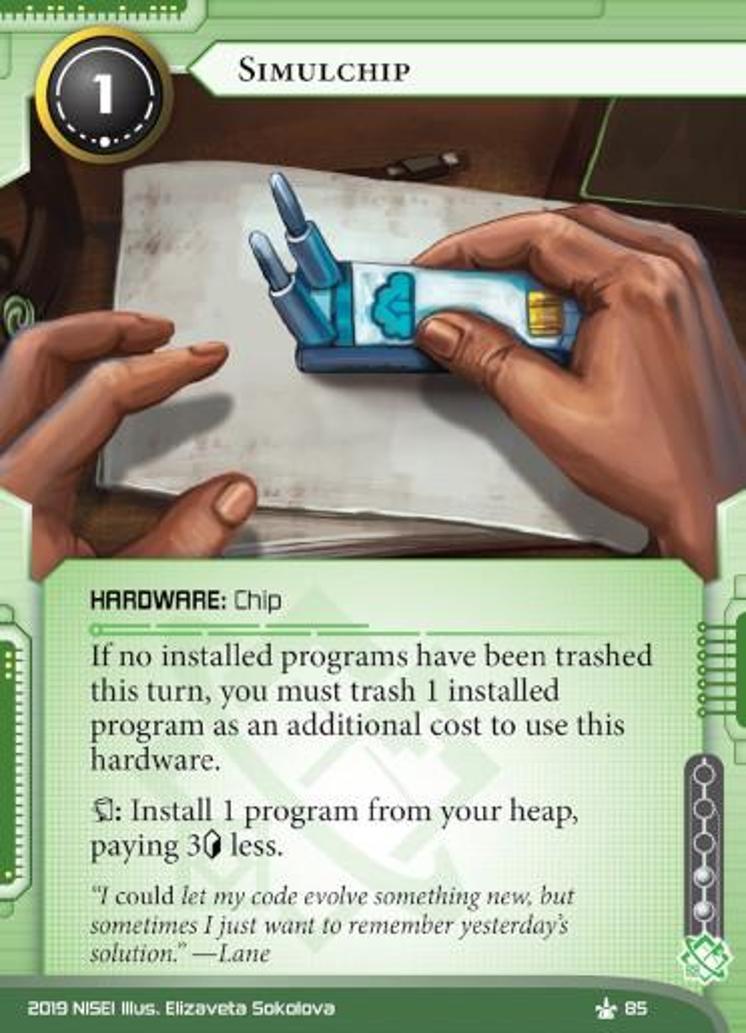 1
SIMULCHIP
HARDWARE: Chip
If no installed programs have been trashed
this turn, you must trash 1 installed
program as an additional cost to use this
hardware.
: Install 1 program from your heap,
paying 3 less.
“I could let my code evolve something new, but
sometimes I just want to remember yesterday’s
solution.” —Lane
2019 NISEI Illus. Elizaveta Sokolova
85